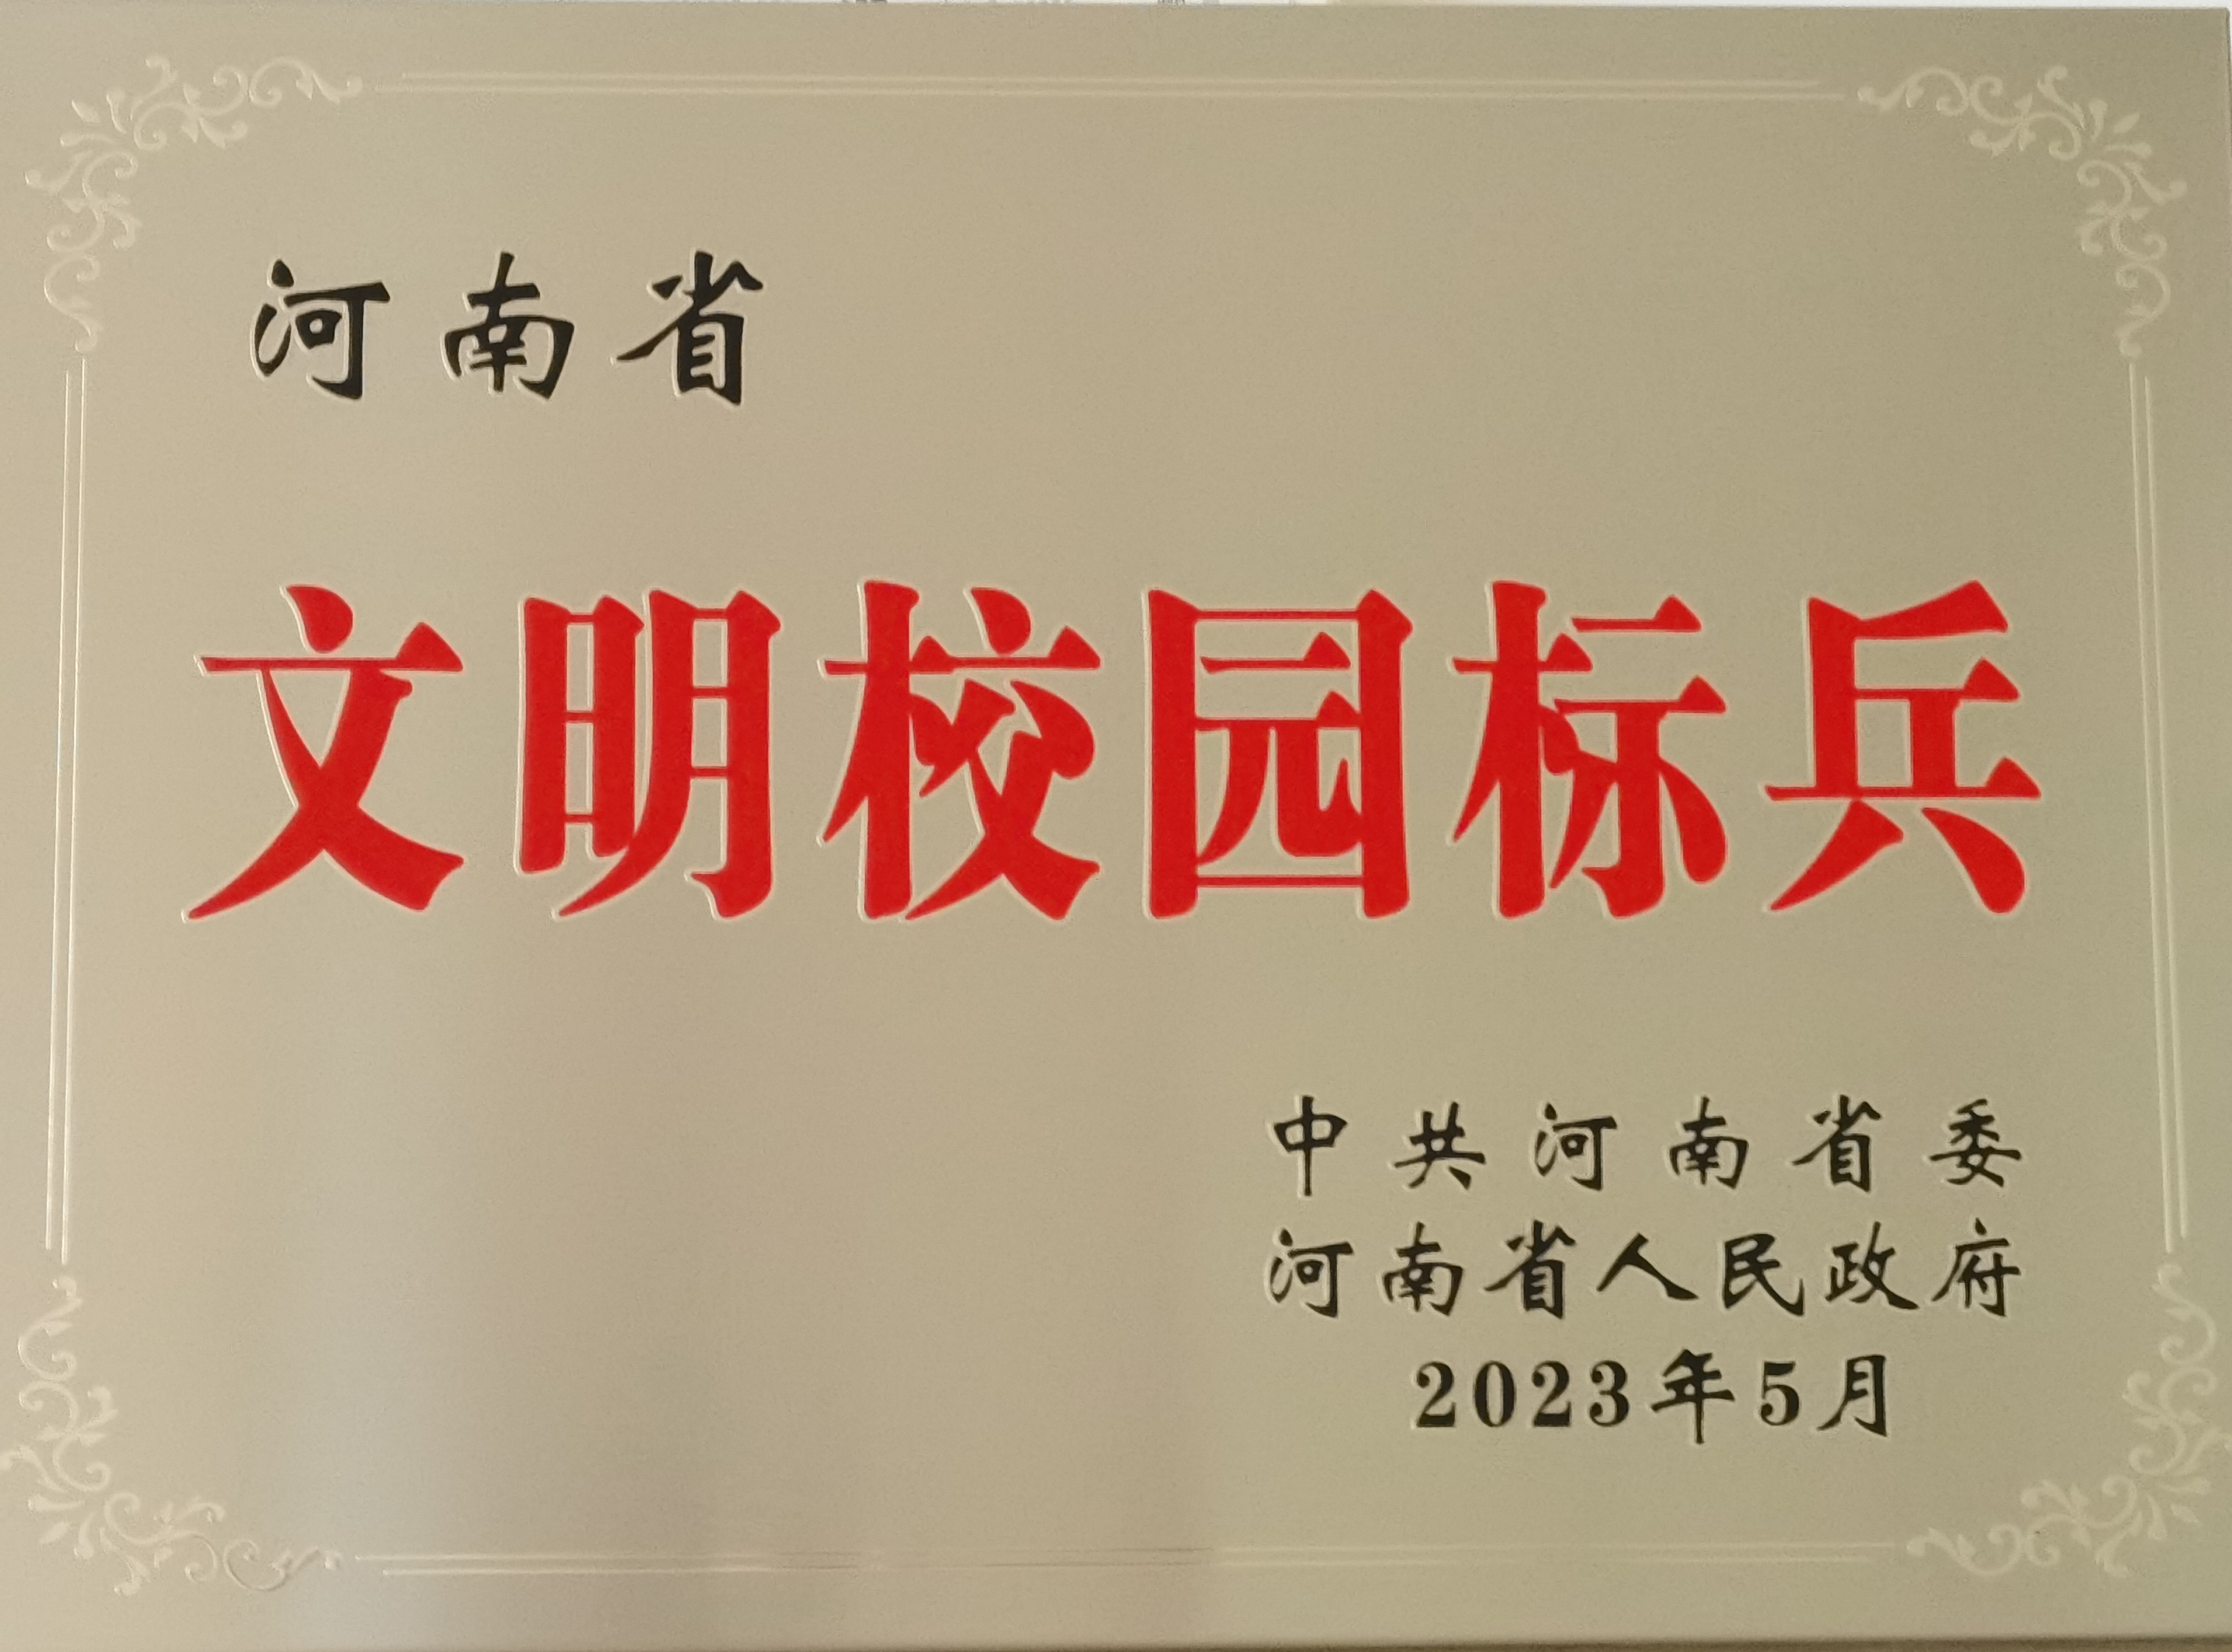 河南省
文明校园标兵
中共河南省委
河南省人民政府
2023年5月